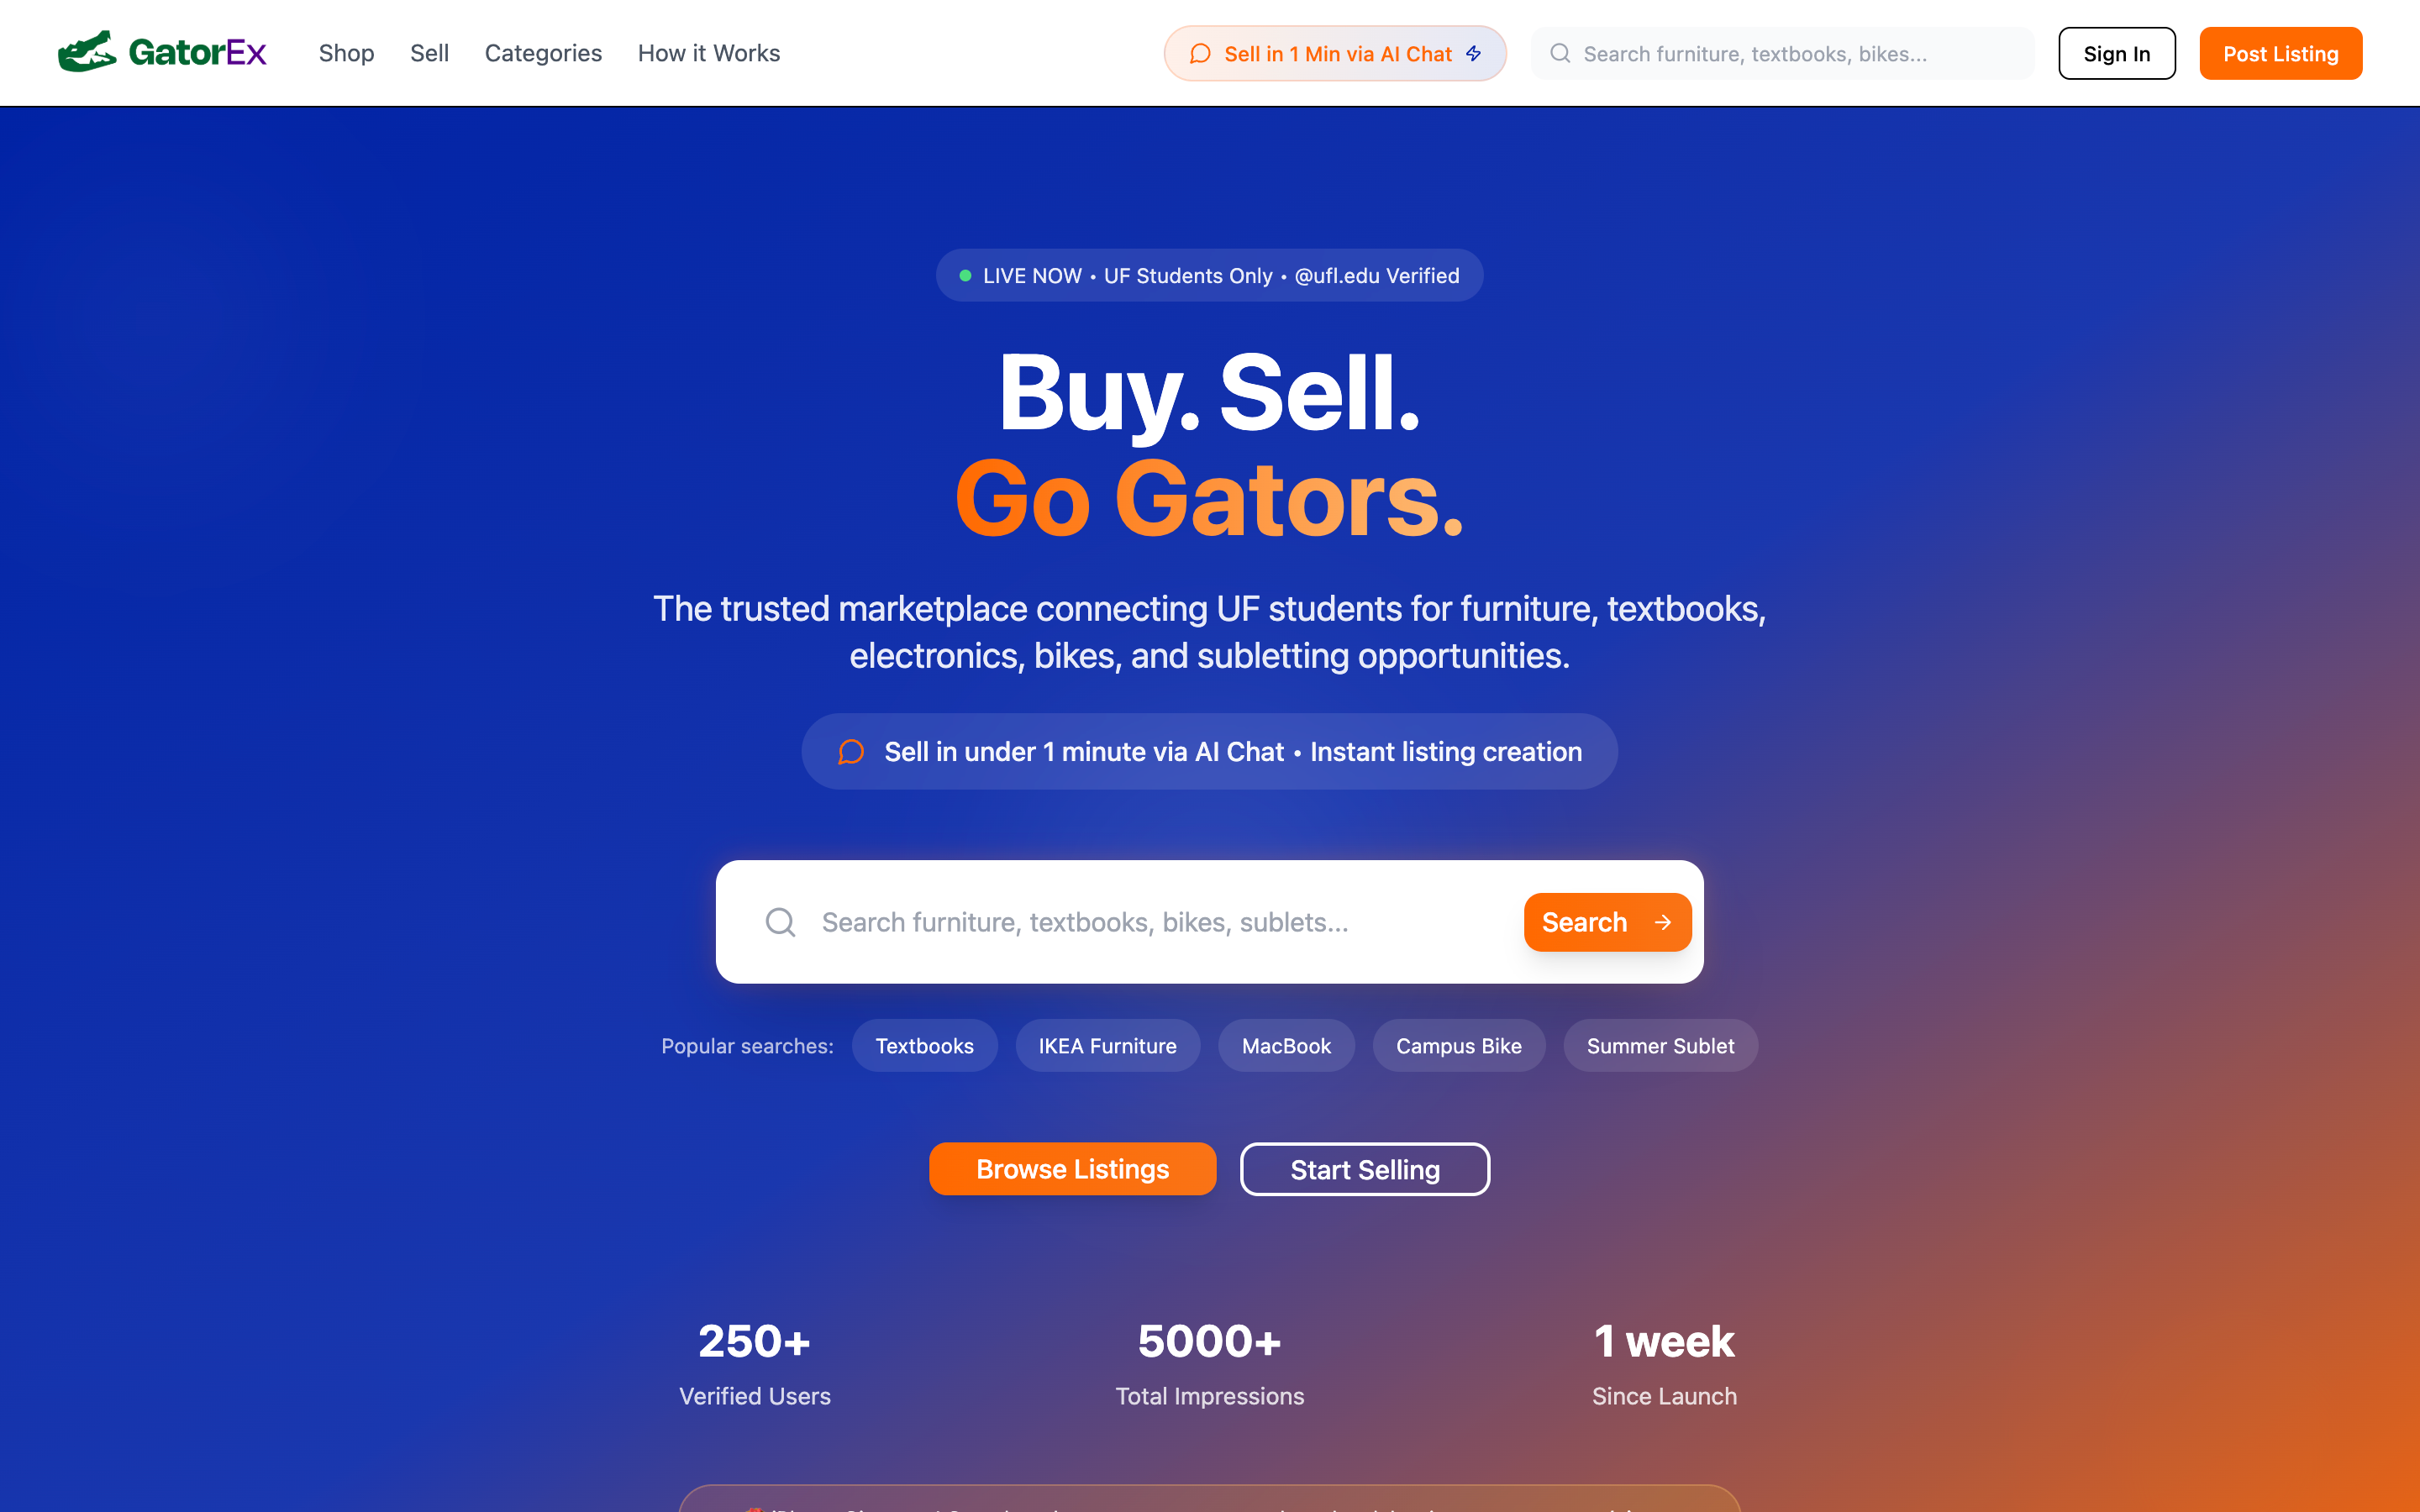 GatorEx
Shop
Sell
Categories
How it Works
Sell in 1 Min via AI Chat
Search furniture, textbooks, bikes...
Sign In
Post Listing
LIVE NOW • UF Students Only • @ufl.edu Verified
Buy. Sell.
Go Gators.
The trusted marketplace connecting UF students for furniture, textbooks,
electronics, bikes, and subletting opportunities.
Sell in under 1 minute via AI Chat • Instant listing creation
Search furniture, textbooks, bikes, sublets...
Search
Popular searches:
Textbooks
IKEA Furniture
MacBook
Campus Bike
Summer Sublet
Browse Listings
Start Selling
250+
Verified Users
5000+
Total Impressions
1 week
Since Launch